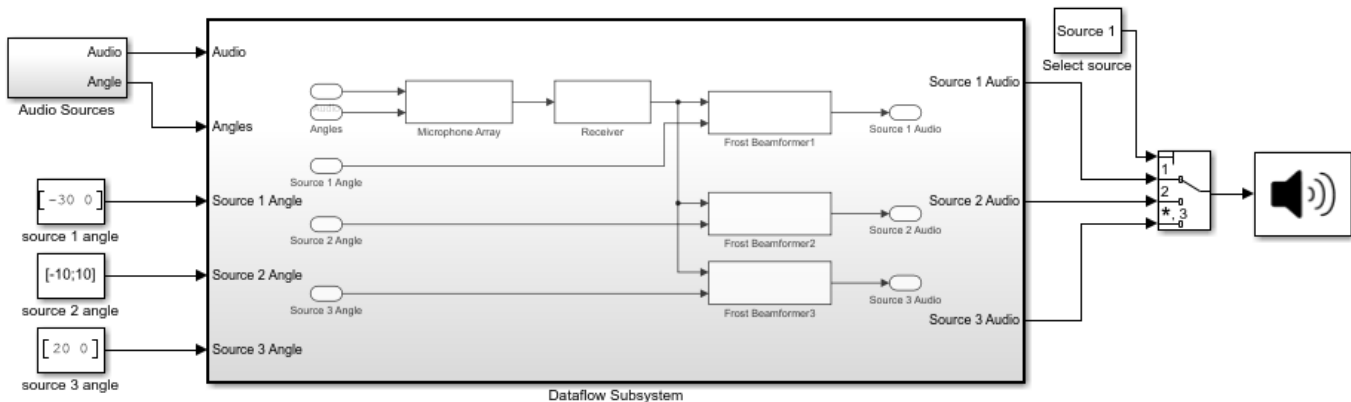 Audio
Angle
Audio Sources
[ -30 0 ]
source 1 angle
[-10;10]
source 2 angle
[ 20 0 ]
source 3 angle
Audio
Angles
Source 1 Angle
Source 2 Angle
Source 3 Angle
Audio
Angles
Source 1 Angle
Source 2 Angle
Source 3 Angle
Microphone Array
Receiver
Frost Beamformer1
Frost Beamformer2
Frost Beamformer3
Source 1 Audio
Source 2 Audio
Source 3 Audio
Source 1 Audio
Source 2 Audio
Source 3 Audio
Dataflow Subsystem
Source 1
Select source
1
2
*, 3